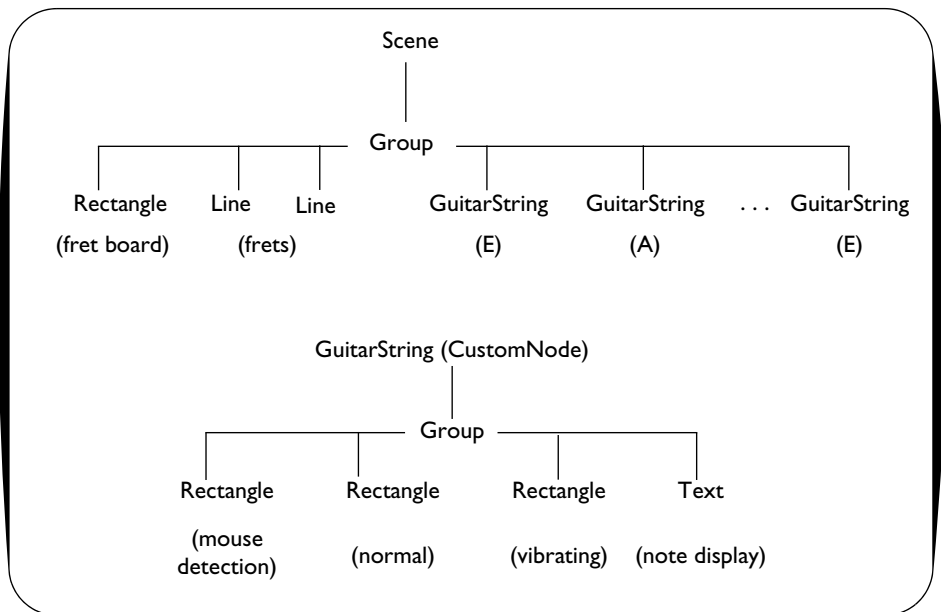 Scene
Group
Rectangle Line Line GuitarString GuitarString . . . GuitarString
(fret board) (frets) (E) (A) (E)
GuitarString (CustomNode)
Group
Rectangle Rectangle Rectangle Text
(mouse
detection) (normal) (vibrating) (note display)